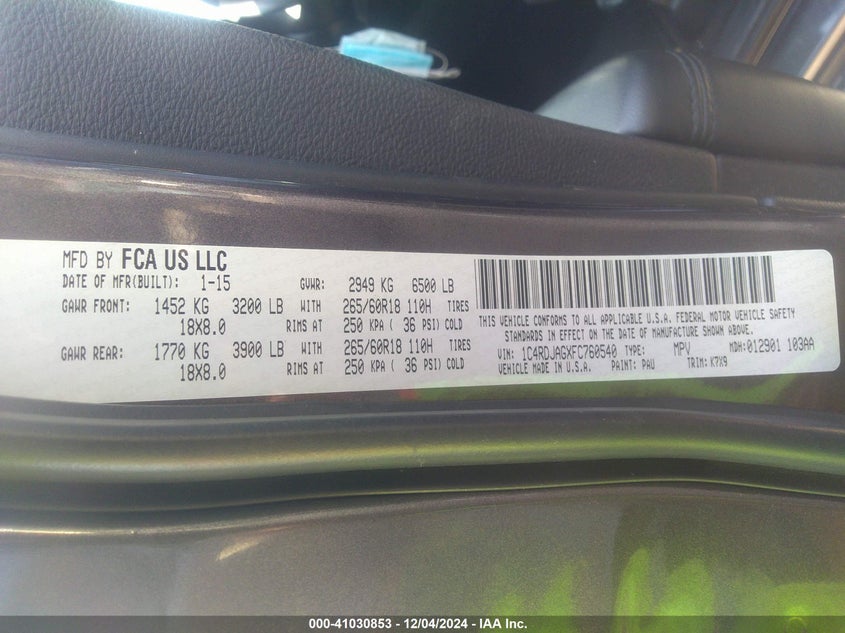 MFD BY FCA US LLC
DATE OF MFR(BUILT): 1-15 GVWR: 2949 KG 6500 LB
GAWR FRONT: 1452 KG 3200 LB WITH 265/60R18 110H TIRES
18X8.0 RIMS AT 250 KPA ( 36 PSI) COLD
GAWR REAR: 1770 KG 3900 LB WITH 265/60R18 110H TIRES
18X8.0 RIMS AT 250 KPA ( 36 PSI) COLD
THIS VEHICLE CONFORMS TO ALL APPLICABLE U.S.A. FEDERAL MOTOR VEHICLE SAFETY
STANDARDS IN EFFECT ON THE DATE OF MANUFACTURE SHOWN ABOVE.
VIN: 1C4RDJAGXFC760540 TYPE: MPV MDH: 012901 103AA
VEHICLE MADE IN U.S.A. PAINT: PAU TRIM: K7X9
000-41030853 - 12/04/2024 - IAA Inc.